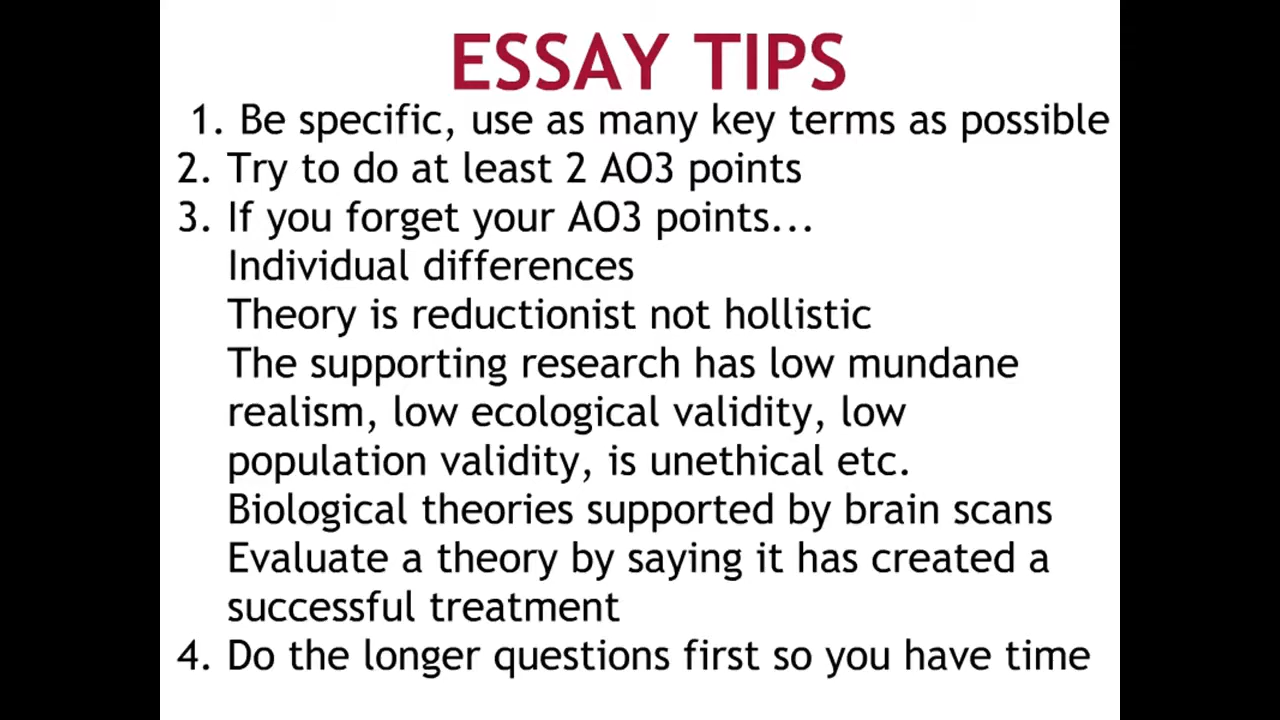 ESSAY TIPS
1. Be specific, use as many key terms as possible
2. Try to do at least 2 AO3 points
3. If you forget your AO3 points...
Individual differences
Theory is reductionist not hollistic
The supporting research has low mundane
realism, low ecological validity, low
population validity, is unethical etc.
Biological theories supported by brain scans
Evaluate a theory by saying it has created a
successful treatment
4. Do the longer questions first so you have time